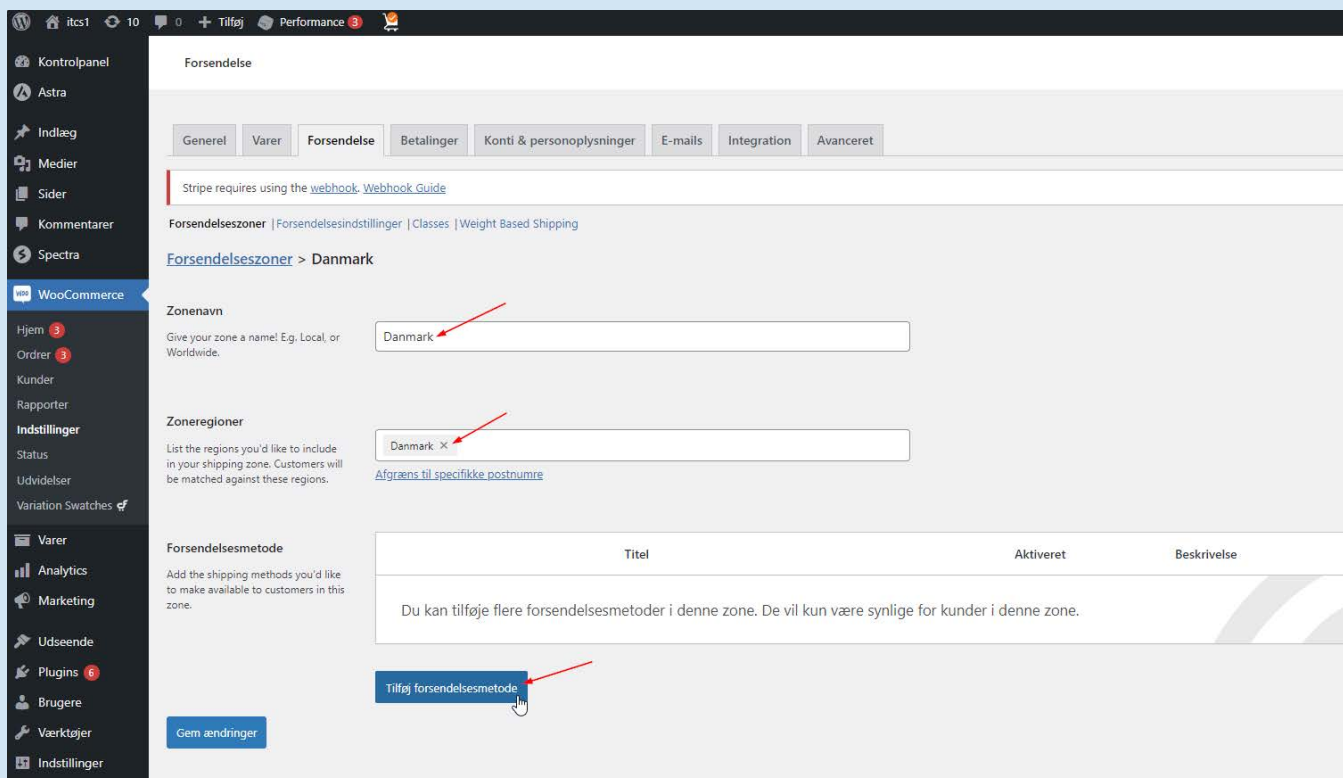 itcs1 10 0 + Tilføj Performance 3
Kontrolpanel
Astra
Indlæg
Medier
Sider
Kommentarer
Spectra
WooCommerce
Hjem 3
Ordrer 3
Kunder
Rapporter
Indstillinger
Status
Udvidelser
Variation Swatches
Varer
Analytics
Marketing
Udseende
Plugins 6
Brugere
Værktøjer
Indstillinger
Forsendelse
Generel Varer Forsendelse Betalinger Konti & personoplysninger E-mails Integration Avanceret
Stripe requires using the webhook. Webhook Guide
Forsendelseszoner | Forsendelsesindstillinger | Classes | Weight Based Shipping
Forsendelseszoner > Danmark
Zonenavn
Give your zone a name! E.g. Local, or
Worldwide.
Danmark
Zoneregioner
List the regions you'd like to include
in your shipping zone. Customers will
be matched against these regions.
Danmark ×
Afgræns til specifikke postnumre
Forsendelsesmetode
Add the shipping methods you'd like
to make available to customers in this
zone.
Titel Aktiveret Beskrivelse
Du kan tilføje flere forsendelsesmetoder i denne zone. De vil kun være synlige for kunder i denne zone.
Tilføj forsendelsesmetode
Gem ændringer